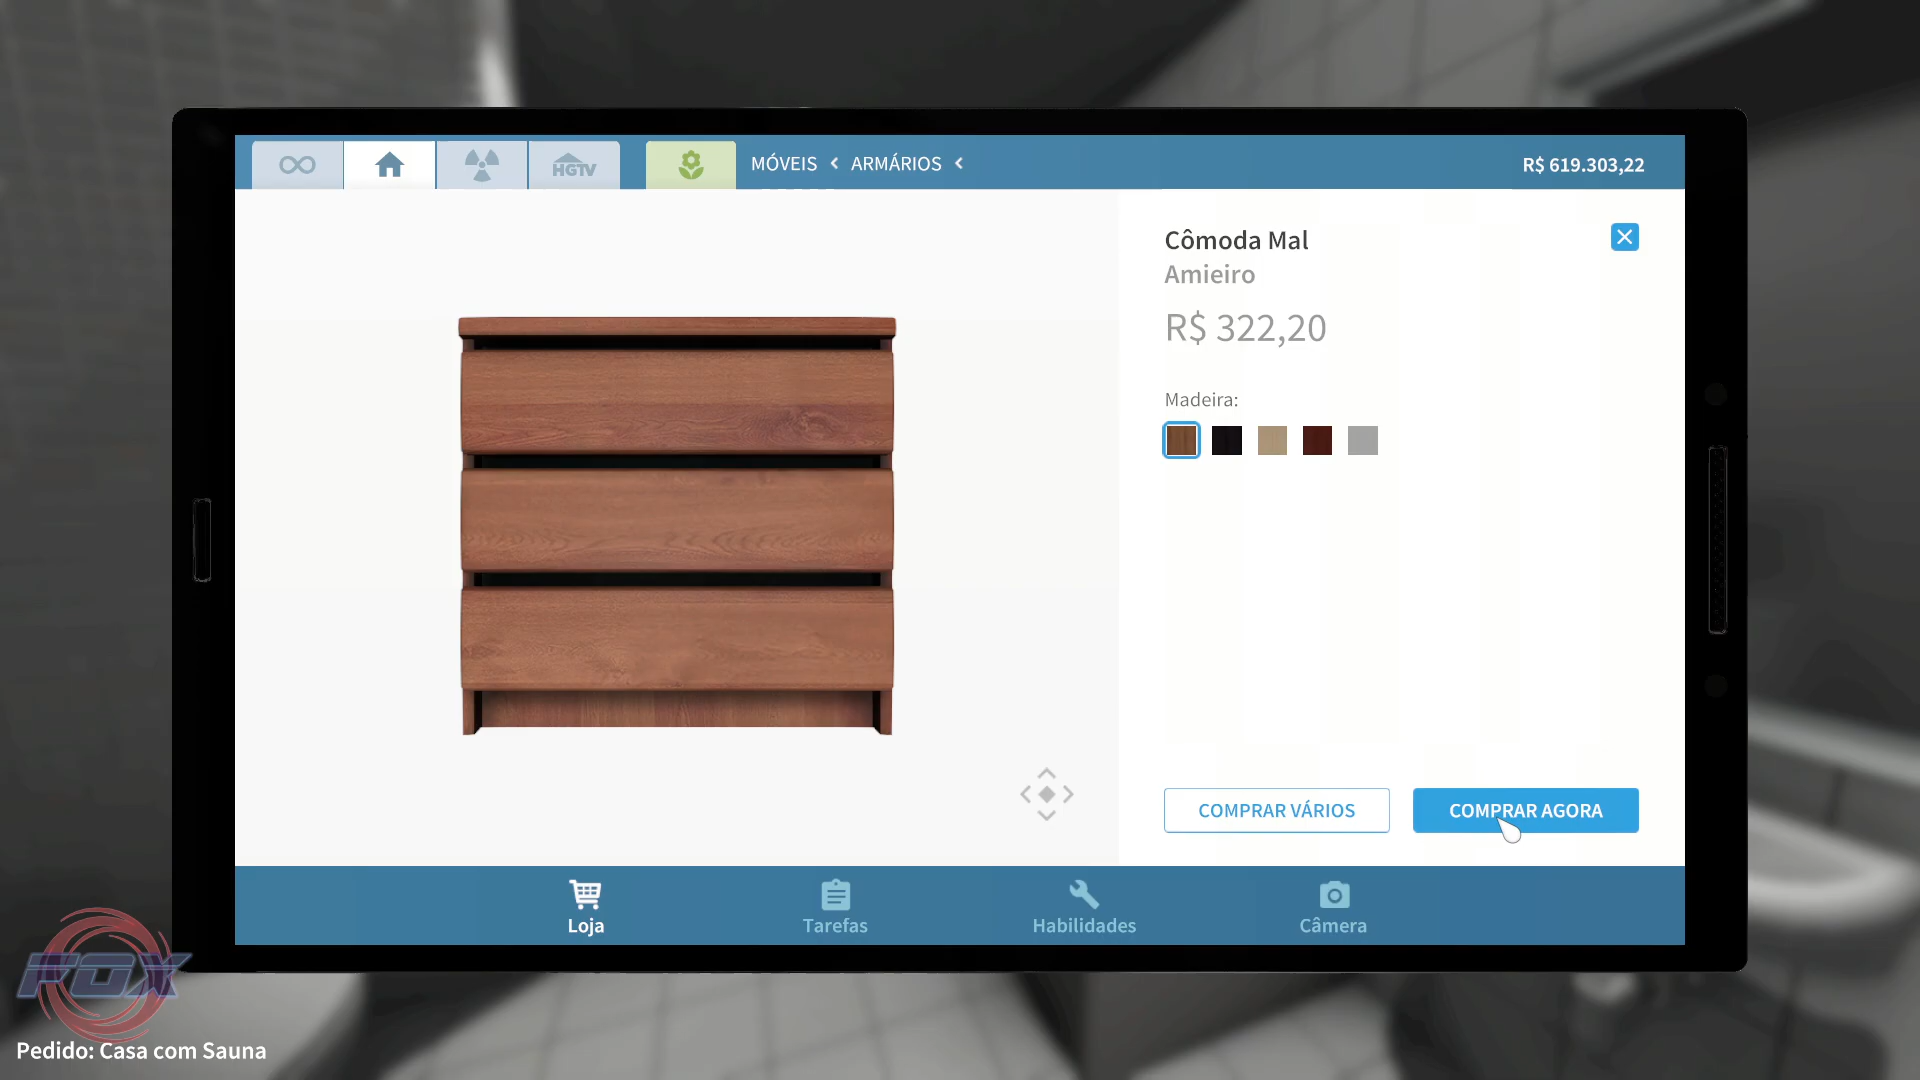 HGTV
MÓVEIS < ARMÁRIOS <
R$ 619.303,22
Cômoda Mal
Amieiro
R$ 322,20
Madeira:
COMPRAR VÁRIOS
COMPRAR AGORA
Loja
Tarefas
Habilidades
Câmera
FOX
Pedido: Casa com Sauna